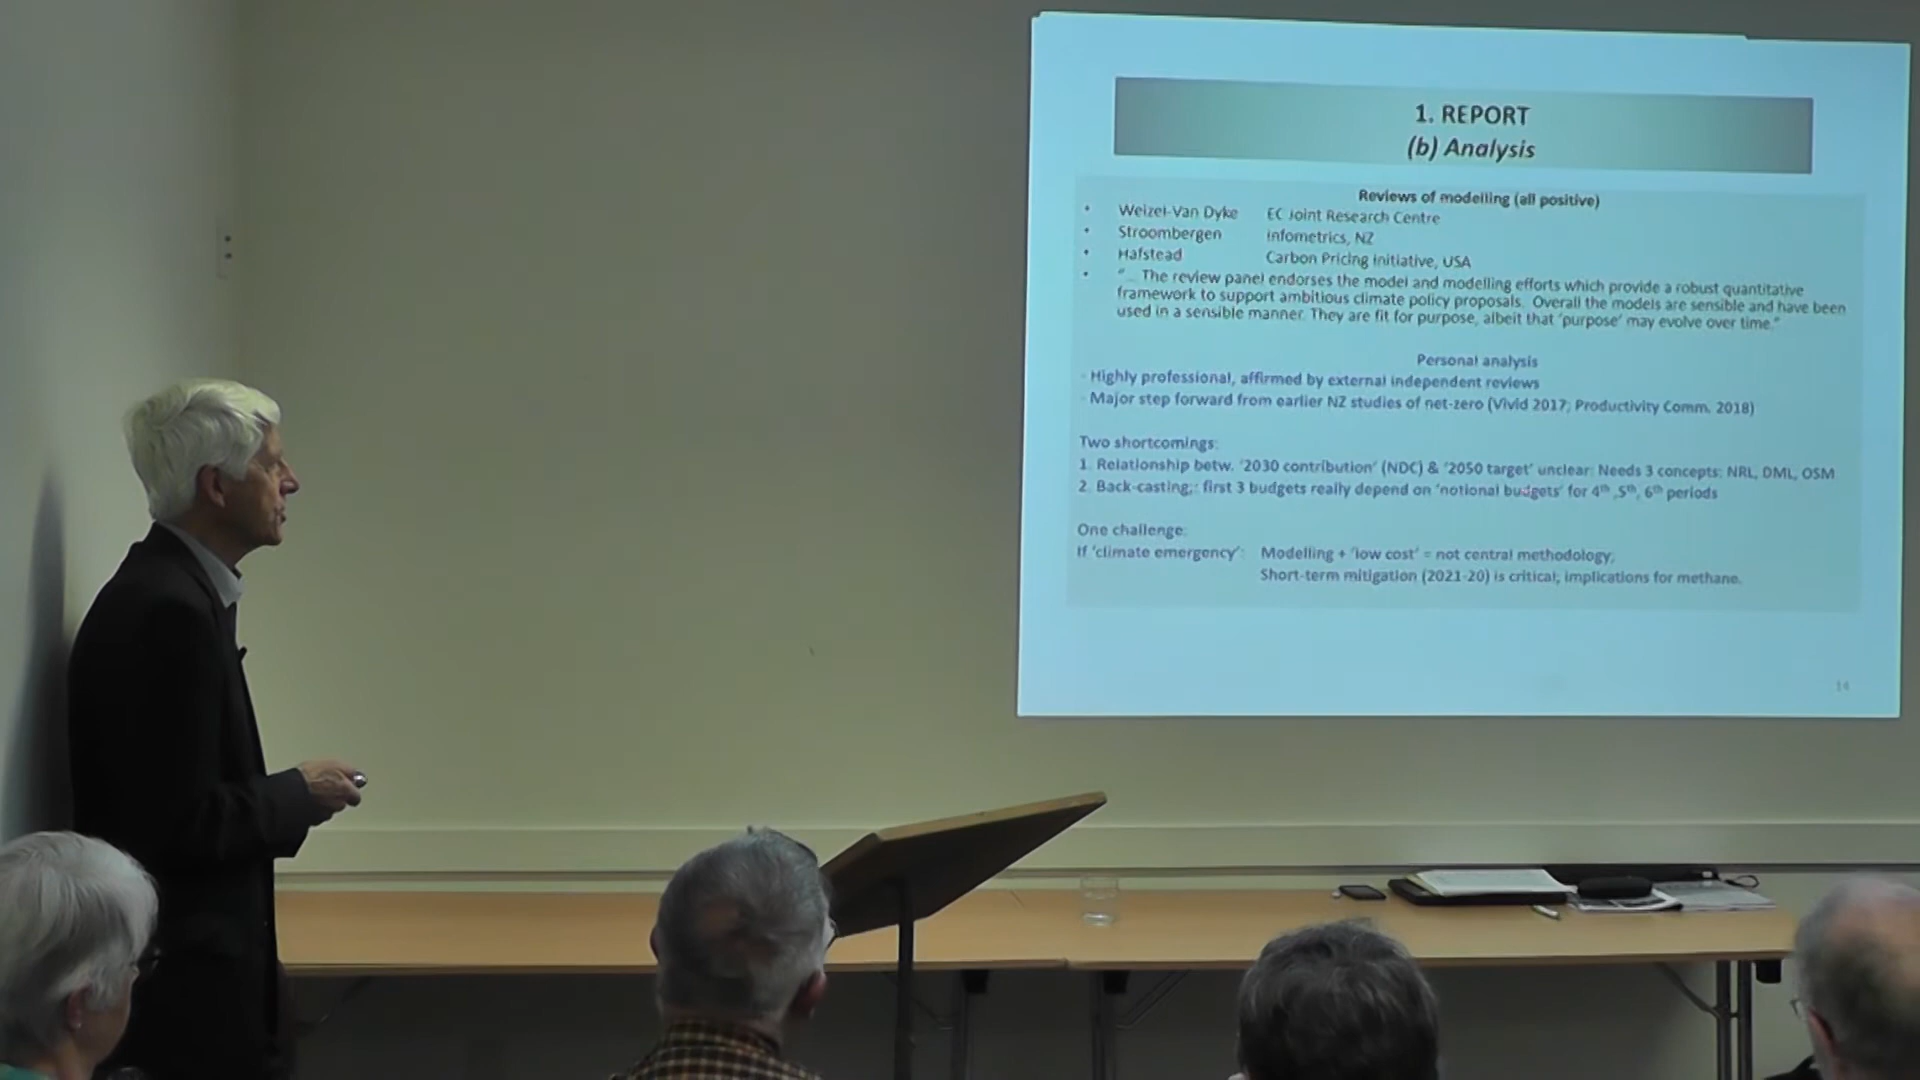 1. REPORT
(b) Analysis
Reviews of modelling (all positive)
• Weizel-Van Dyke EC Joint Research Centre
• Stroombergen Infometrics, NZ
• Hafstead Carbon Pricing Initiative, USA
• "... The review panel endorses the model and modelling efforts which provide a robust quantitative
framework to support ambitious climate policy proposals. Overall the models are sensible and have been
used in a sensible manner. They are fit for purpose, albeit that 'purpose' may evolve over time."
Personal analysis
- Highly professional, affirmed by external independent reviews
- Major step forward from earlier NZ studies of net-zero (Vivid 2017; Productivity Comm. 2018)
Two shortcomings:
1. Relationship betw. '2030 contribution' (NDC) & '2050 target' unclear: Needs 3 concepts: NRL, DML, OSM
2. Back-casting;: first 3 budgets really depend on 'notional budgets' for 4th ,5th, 6th periods
One challenge:
If 'climate emergency': Modelling + 'low cost' = not central methodology;
Short-term mitigation (2021-20) is critical; implications for methane.
14